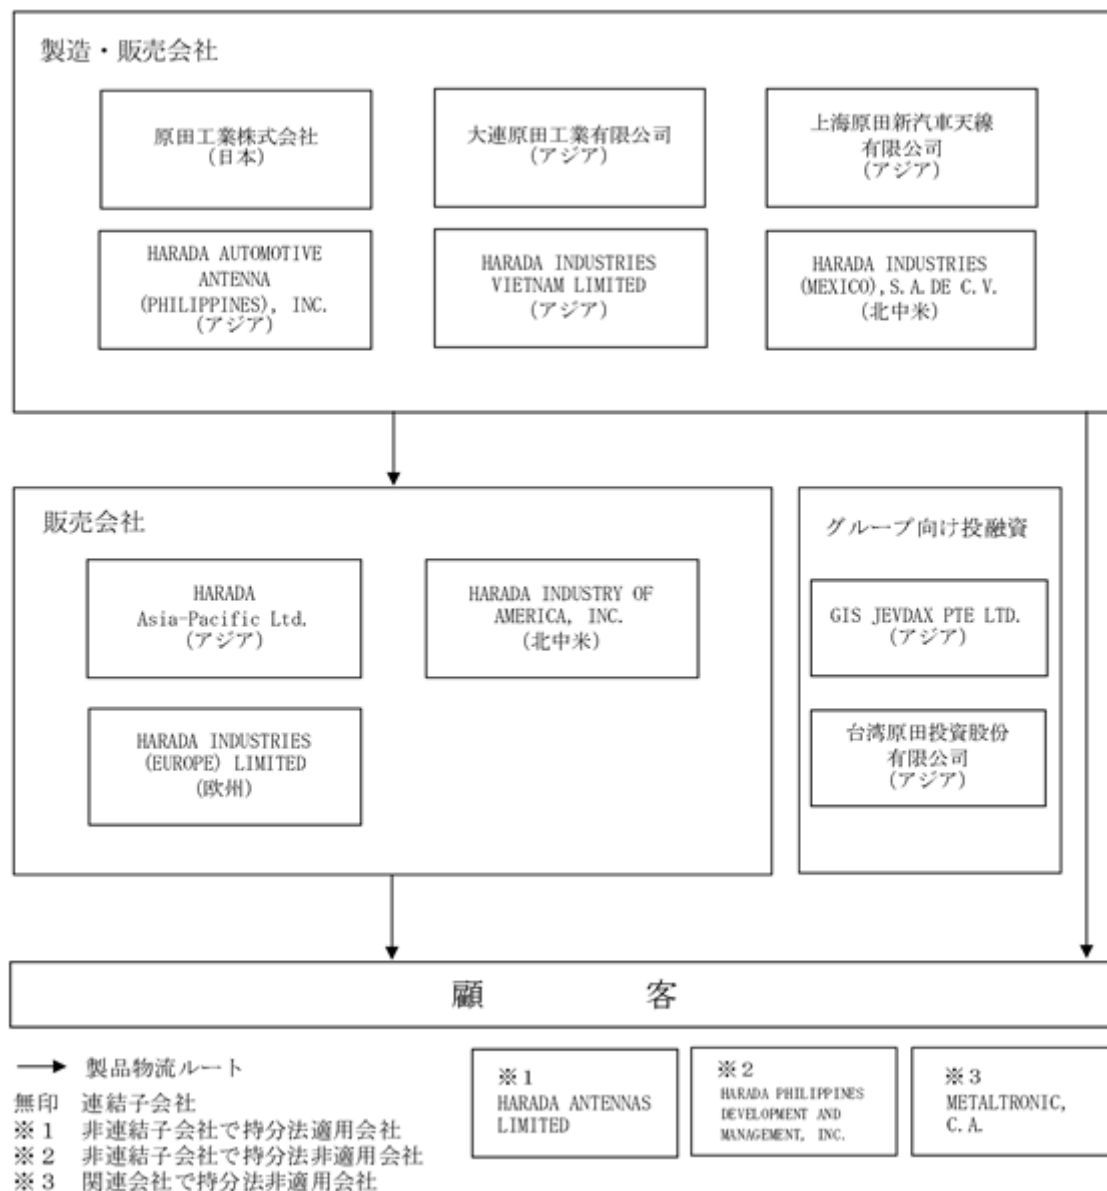 製造・販売会社
原田工業株式会社
(日本)
大連原田工業有限公司
(アジア)
上海原田新汽車天線
有限公司
(アジア)
HARADA AUTOMOTIVE
ANTENNA
(PHILIPPINES), INC.
(アジア)
HARADA INDUSTRIES
VIETNAM LIMITED
(アジア)
HARADA INDUSTRIES
(MEXICO), S.A.DE C.V.
(北中米)
販売会社
HARADA
Asia-Pacific Ltd.
(アジア)
HARADA INDUSTRY OF
AMERICA, INC.
(北中米)
HARADA INDUSTRIES
(EUROPE) LIMITED
(欧州)
グループ向け投融資
GIS JEVDAX PTE LTD.
(アジア)
台湾原田投資股份
有限公司
(アジア)
顧 客
→ 製品物流ルート
無印 連結子会社
※1 非連結子会社で持分法適用会社
※2 非連結子会社で持分法非適用会社
※3 関連会社で持分法非適用会社
※1
HARADA ANTENNAS
LIMITED
※2
HARADA PHILIPPINES
DEVELOPMENT AND
MANAGEMENT, INC.
※3
METALTRONIC,
C.A.